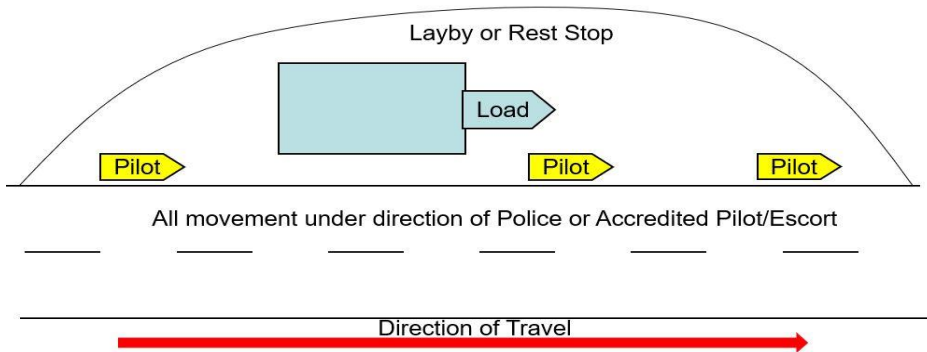 Layby or Rest Stop
Load
Pilot
Pilot
Pilot
All movement under direction of Police or Accredited Pilot/Escort
Direction of Travel